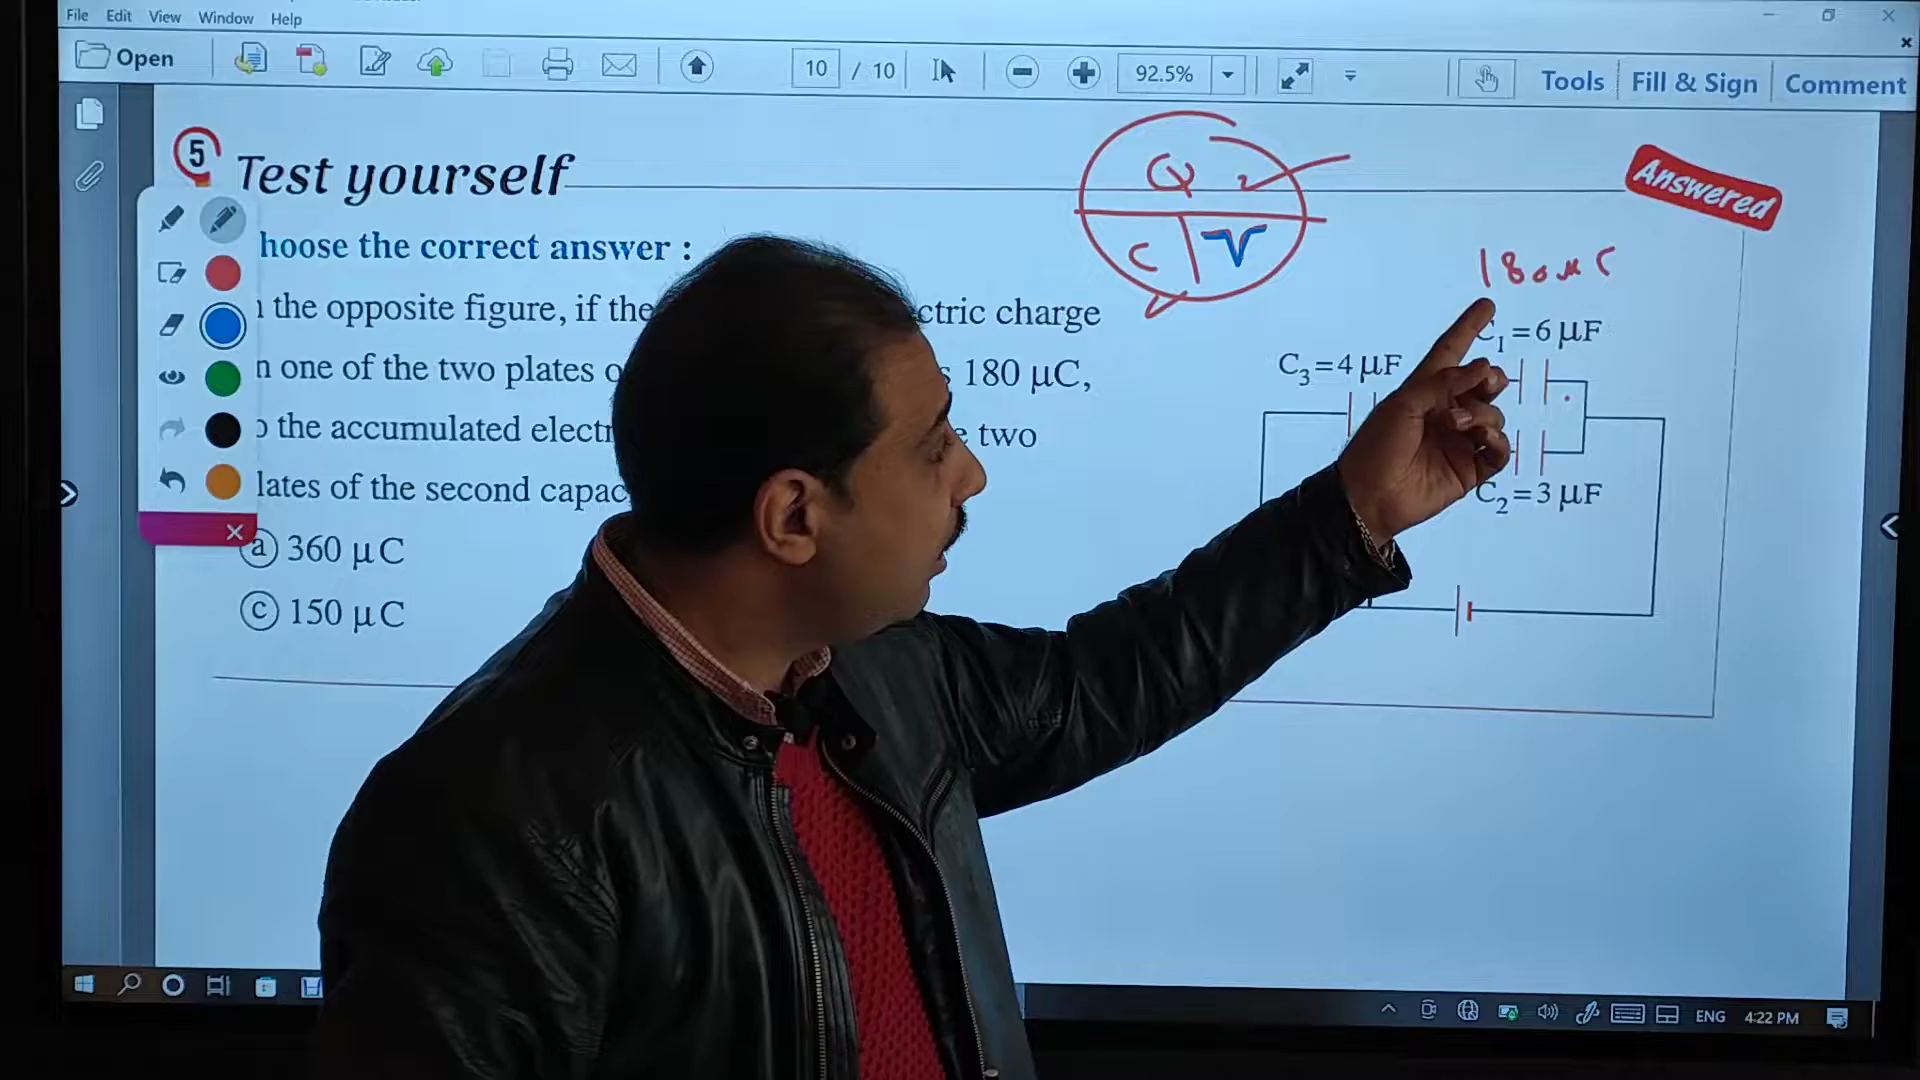 File Edit View Window Help
Open 10 / 10 92.5% Tools Fill & Sign Comment
5 Test yourself
Answered
Q
C V
hoose the correct answer :
the opposite figure, if the ctric charge
n one of the two plates 180 μC,
the accumulated two
lates of the second
a 360 μC
c 150 μC
180 μC
C1 = 6 μF
C3 = 4 μF
C2 = 3 μF
ENG 4:22 PM